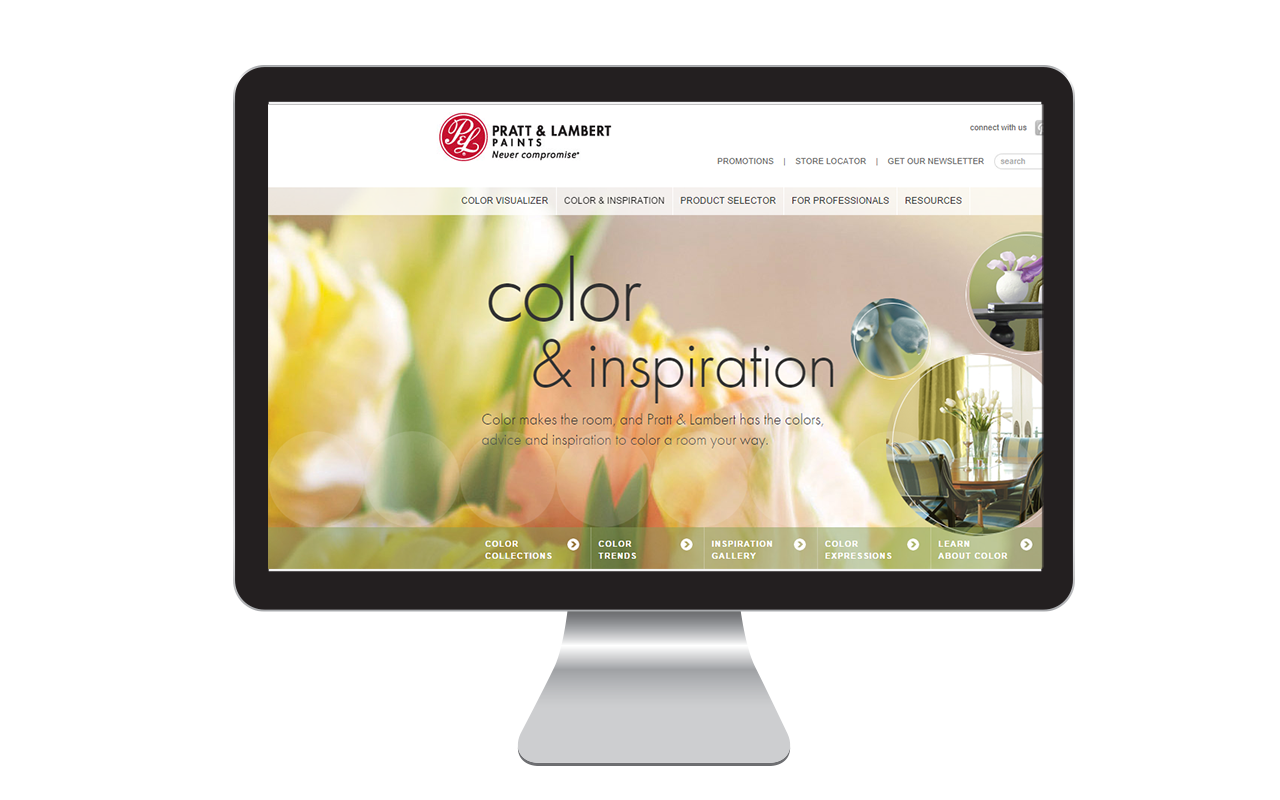 P&L
PRATT & LAMBERT
PAINTS
Never compromise®
connect with us
PROMOTIONS | STORE LOCATOR | GET OUR NEWSLETTER
search
COLOR VISUALIZER
COLOR & INSPIRATION
PRODUCT SELECTOR
FOR PROFESSIONALS
RESOURCES
color
& inspiration
Color makes the room, and Pratt & Lambert has the colors,
advice and inspiration to color a room your way.
COLOR
COLLECTIONS
COLOR
TRENDS
INSPIRATION
GALLERY
COLOR
EXPRESSIONS
LEARN
ABOUT COLOR